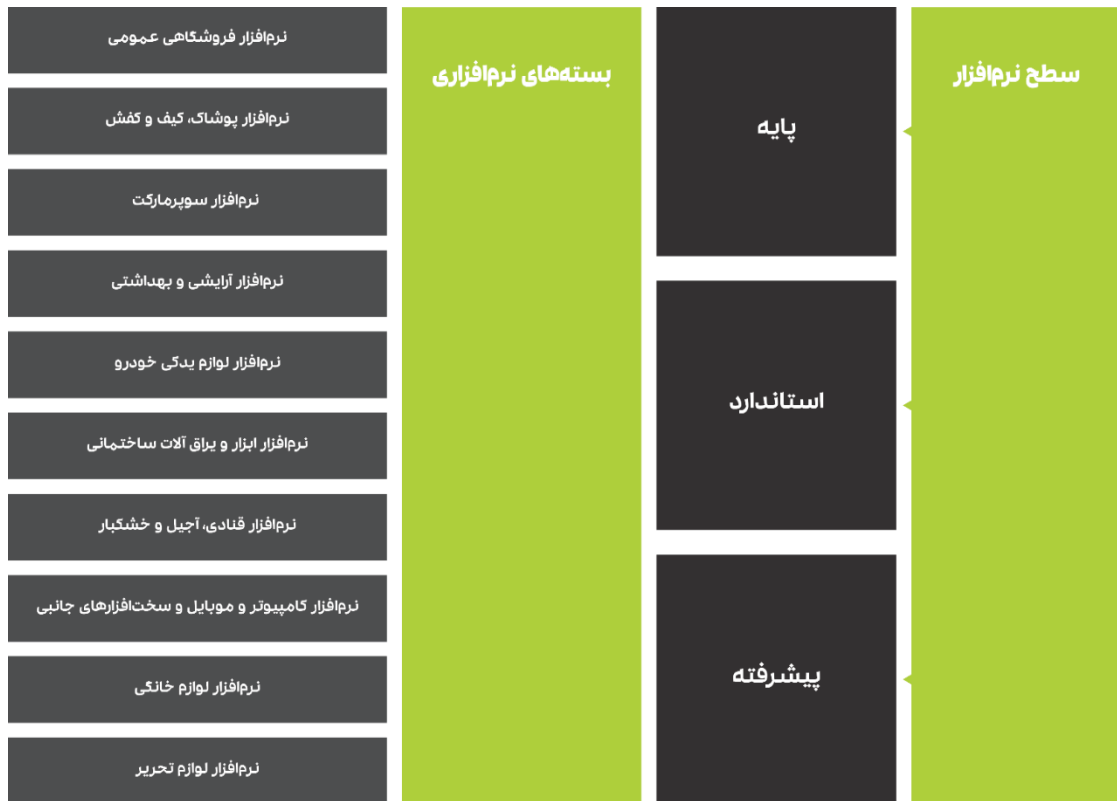 سطح نرم‌افزار
پایه
استاندارد
پیشرفته
بسته‌های نرم‌افزاری
نرم‌افزار فروشگاهی عمومی
نرم‌افزار پوشاک، کیف و کفش
نرم‌افزار سوپرمارکت
نرم‌افزار آرایشی و بهداشتی
نرم‌افزار لوازم یدکی خودرو
نرم‌افزار ابزار و یراق آلات ساختمانی
نرم‌افزار قنادی، آجیل و خشکبار
نرم‌افزار کامپیوتر و موبایل و سخت‌افزارهای جانبی
نرم‌افزار لوازم خانگی
نرم‌افزار لوازم تحریر